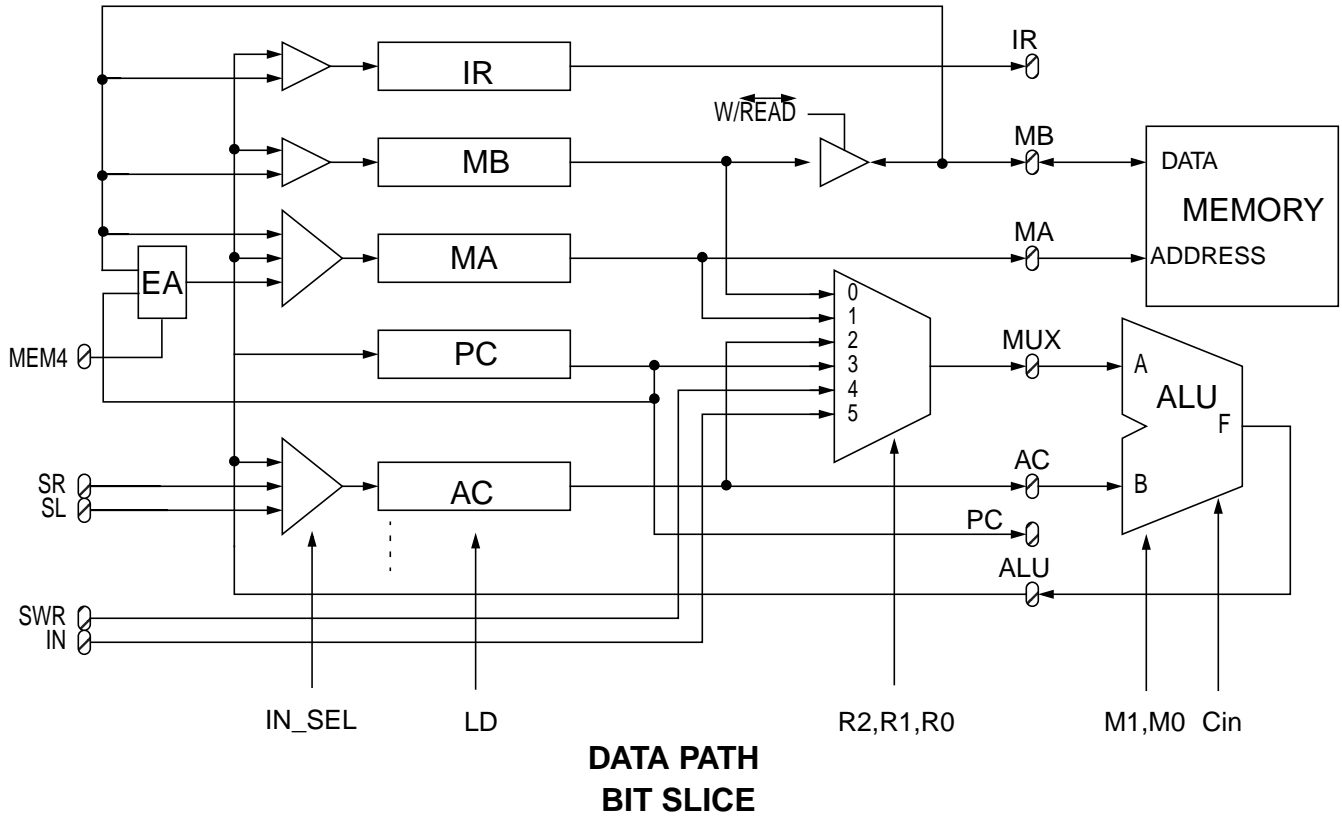 IR
IR
W/READ
MB
MB
DATA
MEMORY
MA
MA
ADDRESS
EA
0
1
2
3
4
5
MEM4
PC
MUX
A
ALU
F
SR
SL
AC
AC
B
PC
ALU
SWR
IN
IN_SEL
LD
R2,R1,R0
M1,M0
Cin
DATA PATH
BIT SLICE